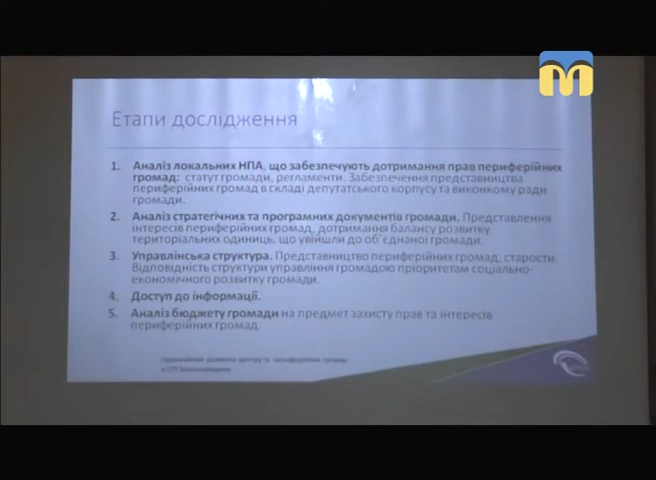 Етапи дослідження
1. Аналіз локальних НПА, що забезпечують дотримання прав периферійних
громад: статут громади, регламенти. Забезпечення представництва
периферійних громад в складі депутатського корпусу та виконкому ради
громади.
2. Аналіз стратегічних та програмних документів громади. Представлення
інтересів периферійних громад, дотримання балансу розвитку
територіальних одиниць, що увійшли до об'єднаної громади.
3. Управлінська структура. Представництво периферійних громад, старости.
Відповідність структури управління громадою пріоритетам соціально-
економічного розвитку громади.
4. Доступ до інформації.
5. Аналіз бюджету громади на предмет захисту прав та інтересів
периферійних громад.